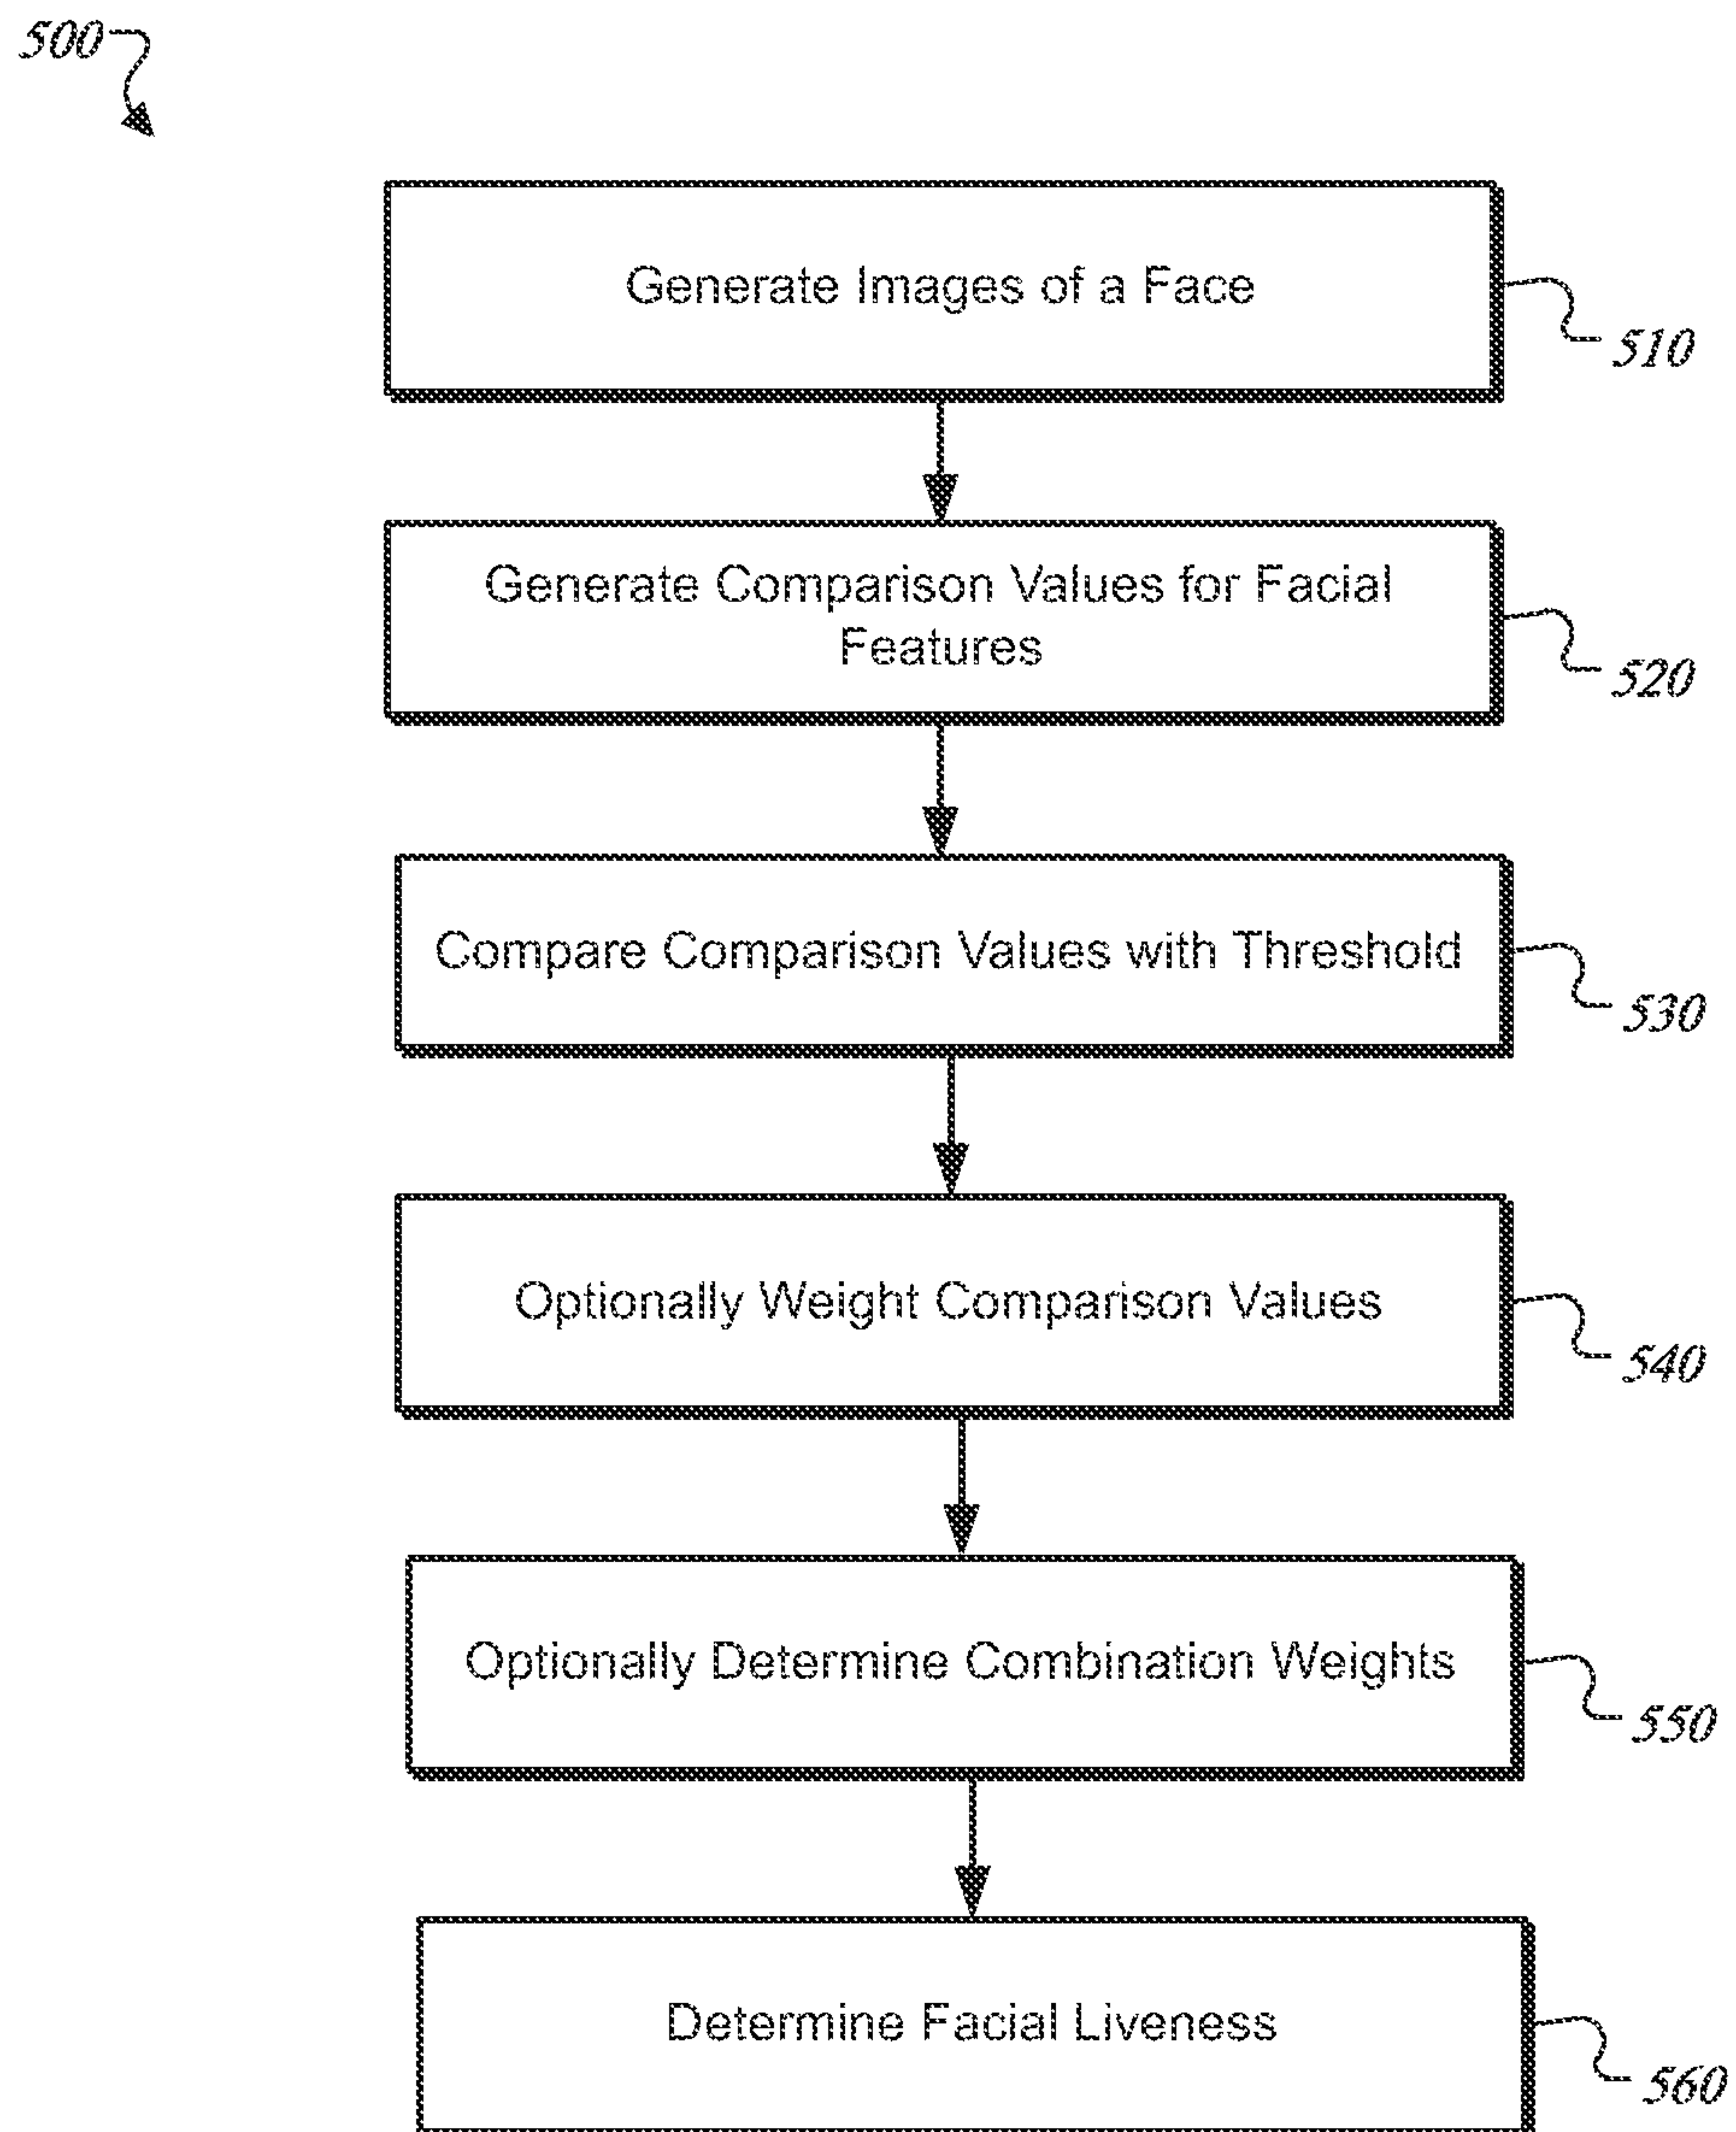 500
Generate Images of a Face
510
Generate Comparison Values for Facial
Features
520
Compare Comparison Values with Threshold
530
Optionally Weight Comparison Values
540
Optionally Determine Combination Weights
550
Determine Facial Liveness
560